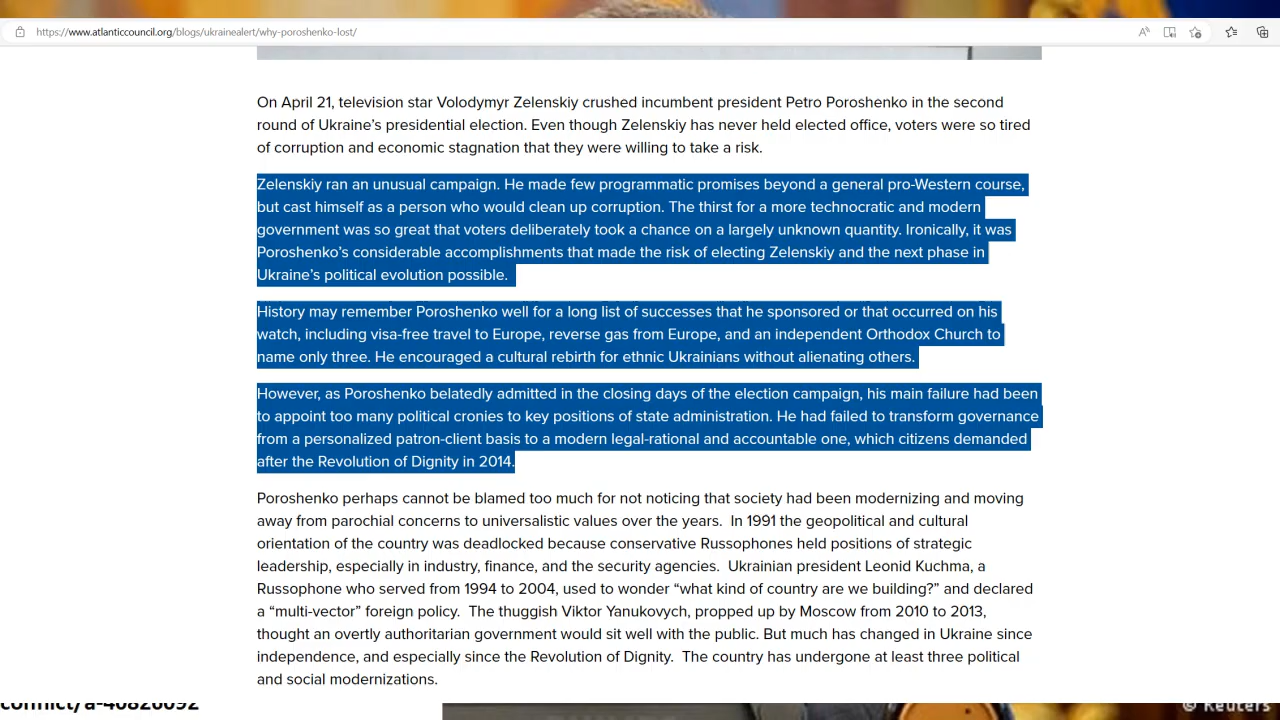 https://www.atlanticcouncil.org/blogs/ukrainealert/why-poroshenko-lost/
On April 21, television star Volodymyr Zelenskiy crushed incumbent president Petro Poroshenko in the second
round of Ukraine’s presidential election. Even though Zelenskiy has never held elected office, voters were so tired
of corruption and economic stagnation that they were willing to take a risk.
Zelenskiy ran an unusual campaign. He made few programmatic promises beyond a general pro-Western course,
but cast himself as a person who would clean up corruption. The thirst for a more technocratic and modern
government was so great that voters deliberately took a chance on a largely unknown quantity. Ironically, it was
Poroshenko’s considerable accomplishments that made the risk of electing Zelenskiy and the next phase in
Ukraine’s political evolution possible.
History may remember Poroshenko well for a long list of successes that he sponsored or that occurred on his
watch, including visa-free travel to Europe, reverse gas from Europe, and an independent Orthodox Church to
name only three. He encouraged a cultural rebirth for ethnic Ukrainians without alienating others.
However, as Poroshenko belatedly admitted in the closing days of the election campaign, his main failure had been
to appoint too many political cronies to key positions of state administration. He had failed to transform governance
from a personalized patron-client basis to a modern legal-rational and accountable one, which citizens demanded
after the Revolution of Dignity in 2014.
Poroshenko perhaps cannot be blamed too much for not noticing that society had been modernizing and moving
away from parochial concerns to universalistic values over the years.  In 1991 the geopolitical and cultural
orientation of the country was deadlocked because conservative Russophones held positions of strategic
leadership, especially in industry, finance, and the security agencies.  Ukrainian president Leonid Kuchma, a
Russophone who served from 1994 to 2004, used to wonder “what kind of country are we building?” and declared
a “multi-vector” foreign policy.  The thuggish Viktor Yanukovych, propped up by Moscow from 2010 to 2013,
thought an overtly authoritarian government would sit well with the public. But much has changed in Ukraine since
independence, and especially since the Revolution of Dignity.  The country has undergone at least three political
and social modernizations.
conflict/a-40826092
© Reuters